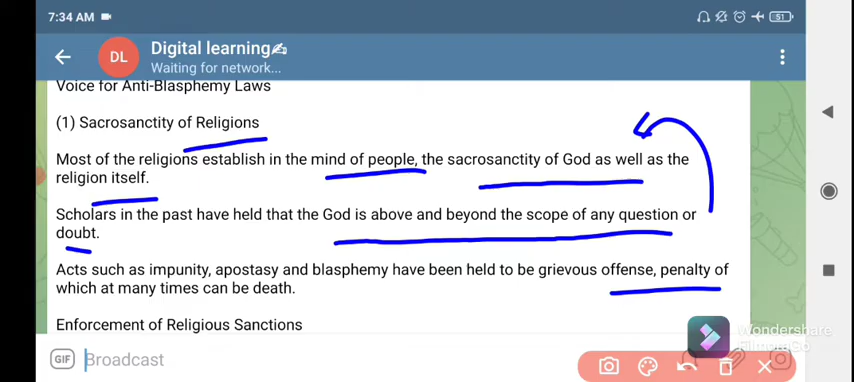 7:34 AM
51
DL
Digital learning✍
Waiting for network...
Voice for Anti-Blasphemy Laws
(1) Sacrosanctity of Religions
Most of the religions establish in the mind of people, the sacrosanctity of God as well as the
religion itself.
Scholars in the past have held that the God is above and beyond the scope of any question or
doubt.
Acts such as impunity, apostasy and blasphemy have been held to be grievous offense, penalty of
which at many times can be death.
Enforcement of Religious Sanctions
Wondershare
FilmoraGo
GIF
Broadcast